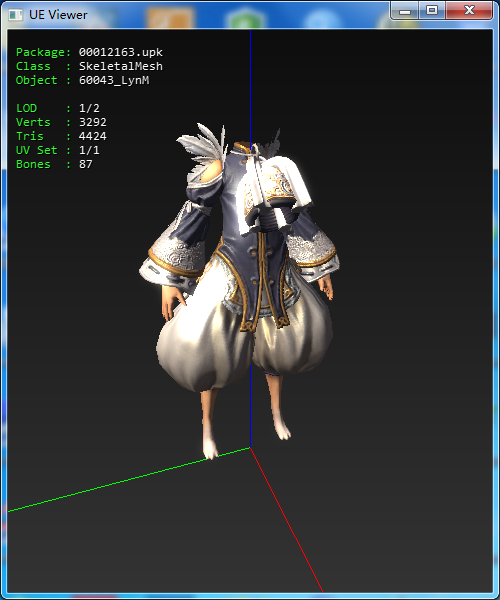 UE Viewer
Package: 00012163.upk
Class  : SkeletalMesh
Object : 60043_LynM
LOD    : 1/2
Verts  : 3292
Tris   : 4424
UV Set : 1/1
Bones  : 87